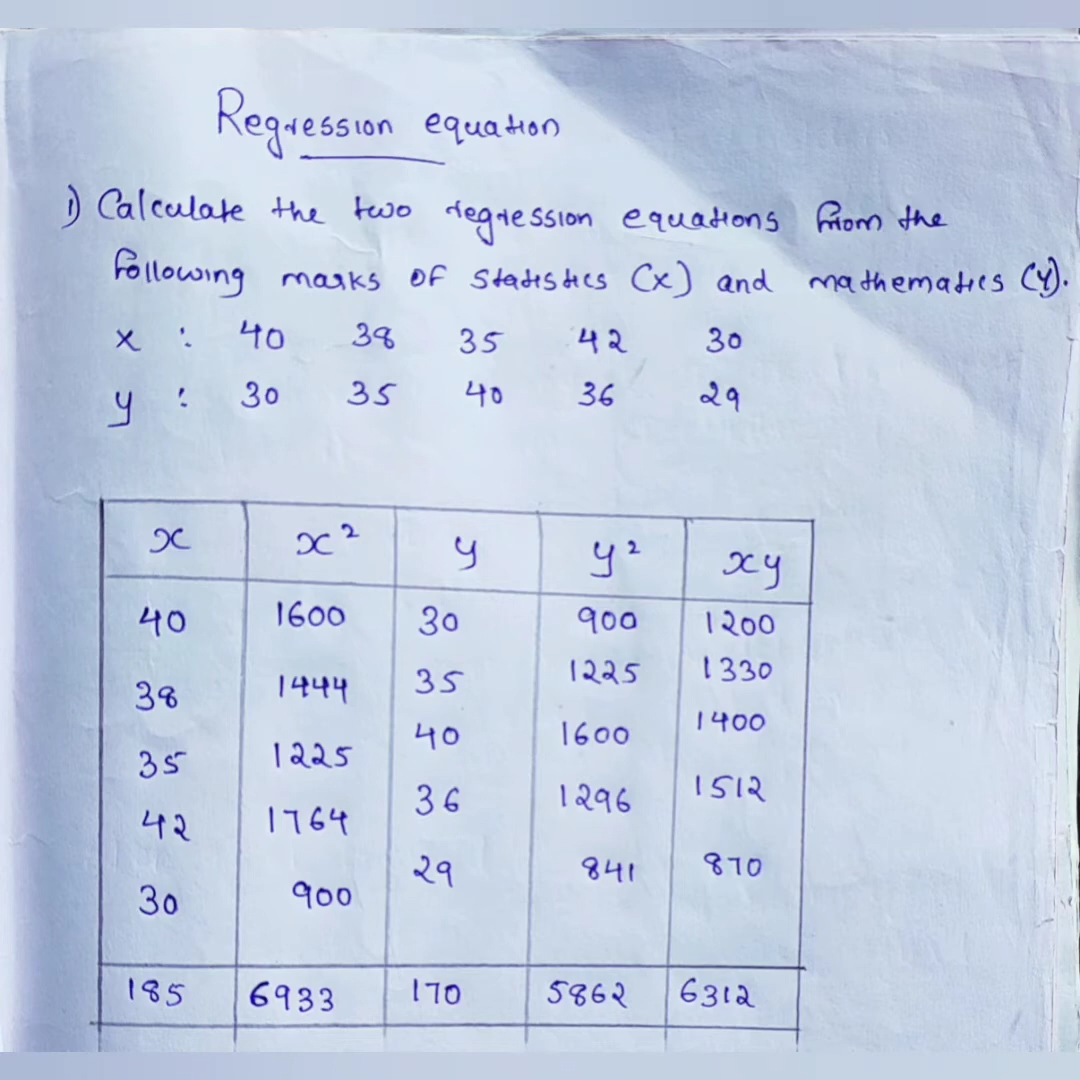 Regression equation
1) Calculate the two regression equations from the
following marks of statistics (x) and mathematics (y).
x : 40 38 35 42 30
y : 30 35 40 36 29
x x² y y² xy
40 1600 30 900 1200
38 1444 35 1225 1330
35 1225 40 1600 1400
42 1764 36 1296 1512
30 900 29 841 870
185 6933 170 5862 6312